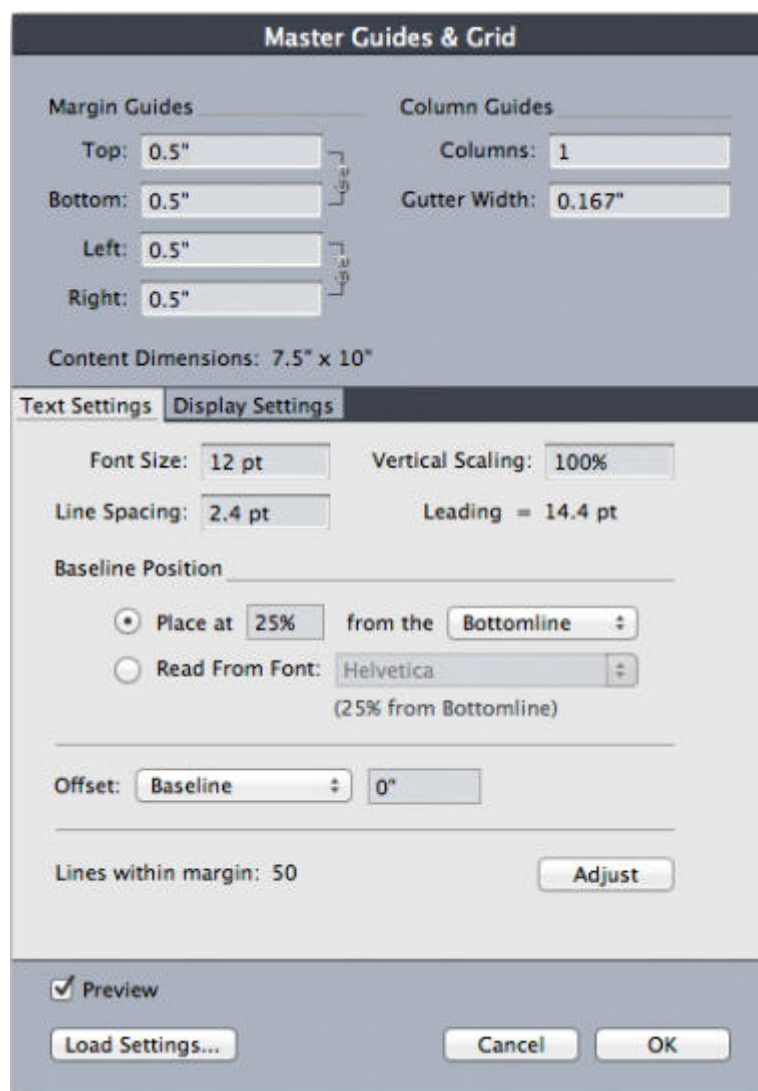 Master Guides & Grid
Margin Guides
Column Guides
Top: 0.5"
Columns: 1
Bottom: 0.5"
Gutter Width: 0.167"
Left: 0.5"
Right: 0.5"
Content Dimensions: 7.5" x 10"
Text Settings
Display Settings
Font Size: 12 pt
Vertical Scaling: 100%
Line Spacing: 2.4 pt
Leading = 14.4 pt
Baseline Position
Place at 25% from the Bottomline
Read From Font: Helvetica
(25% from Bottomline)
Offset: Baseline 0"
Lines within margin: 50
Adjust
Preview
Load Settings...
Cancel
OK